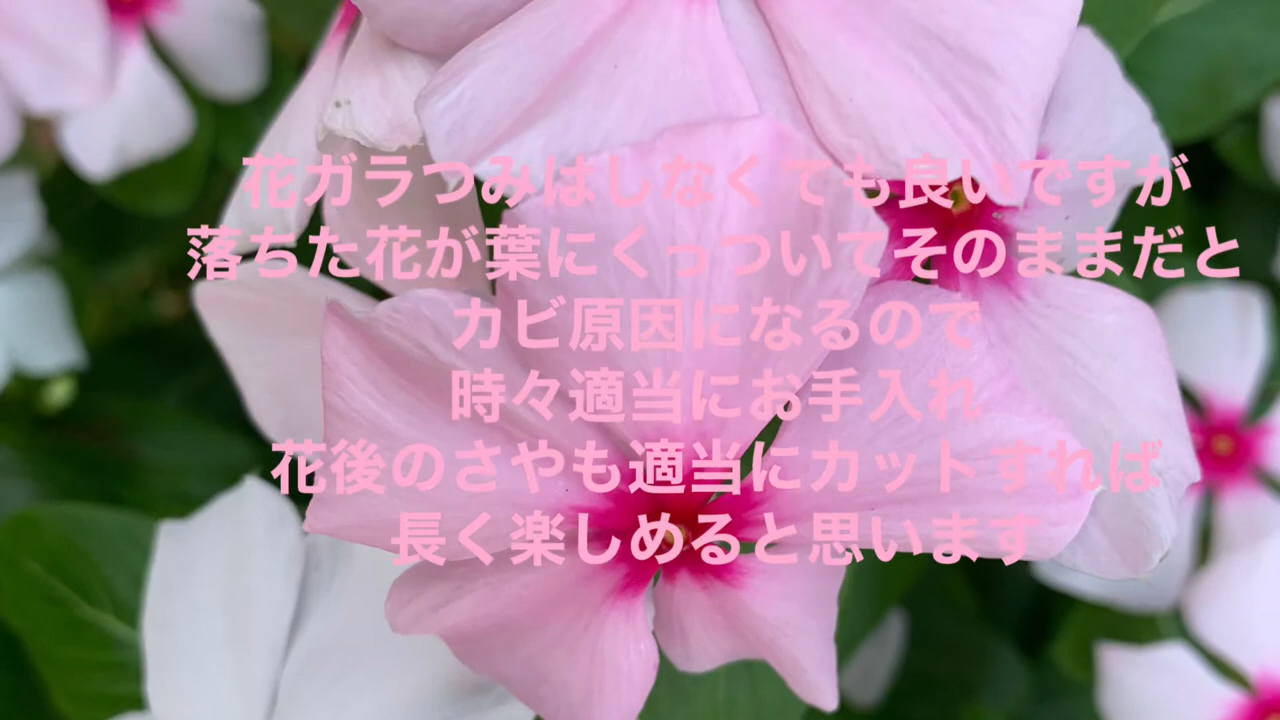 花ガラつみはしなくても良いですが
落ちた花が葉にくっついてそのままだと
カビ原因になるので
時々適当にお手入れ
花後のさやも適当にカットすれば
長く楽しめると思います